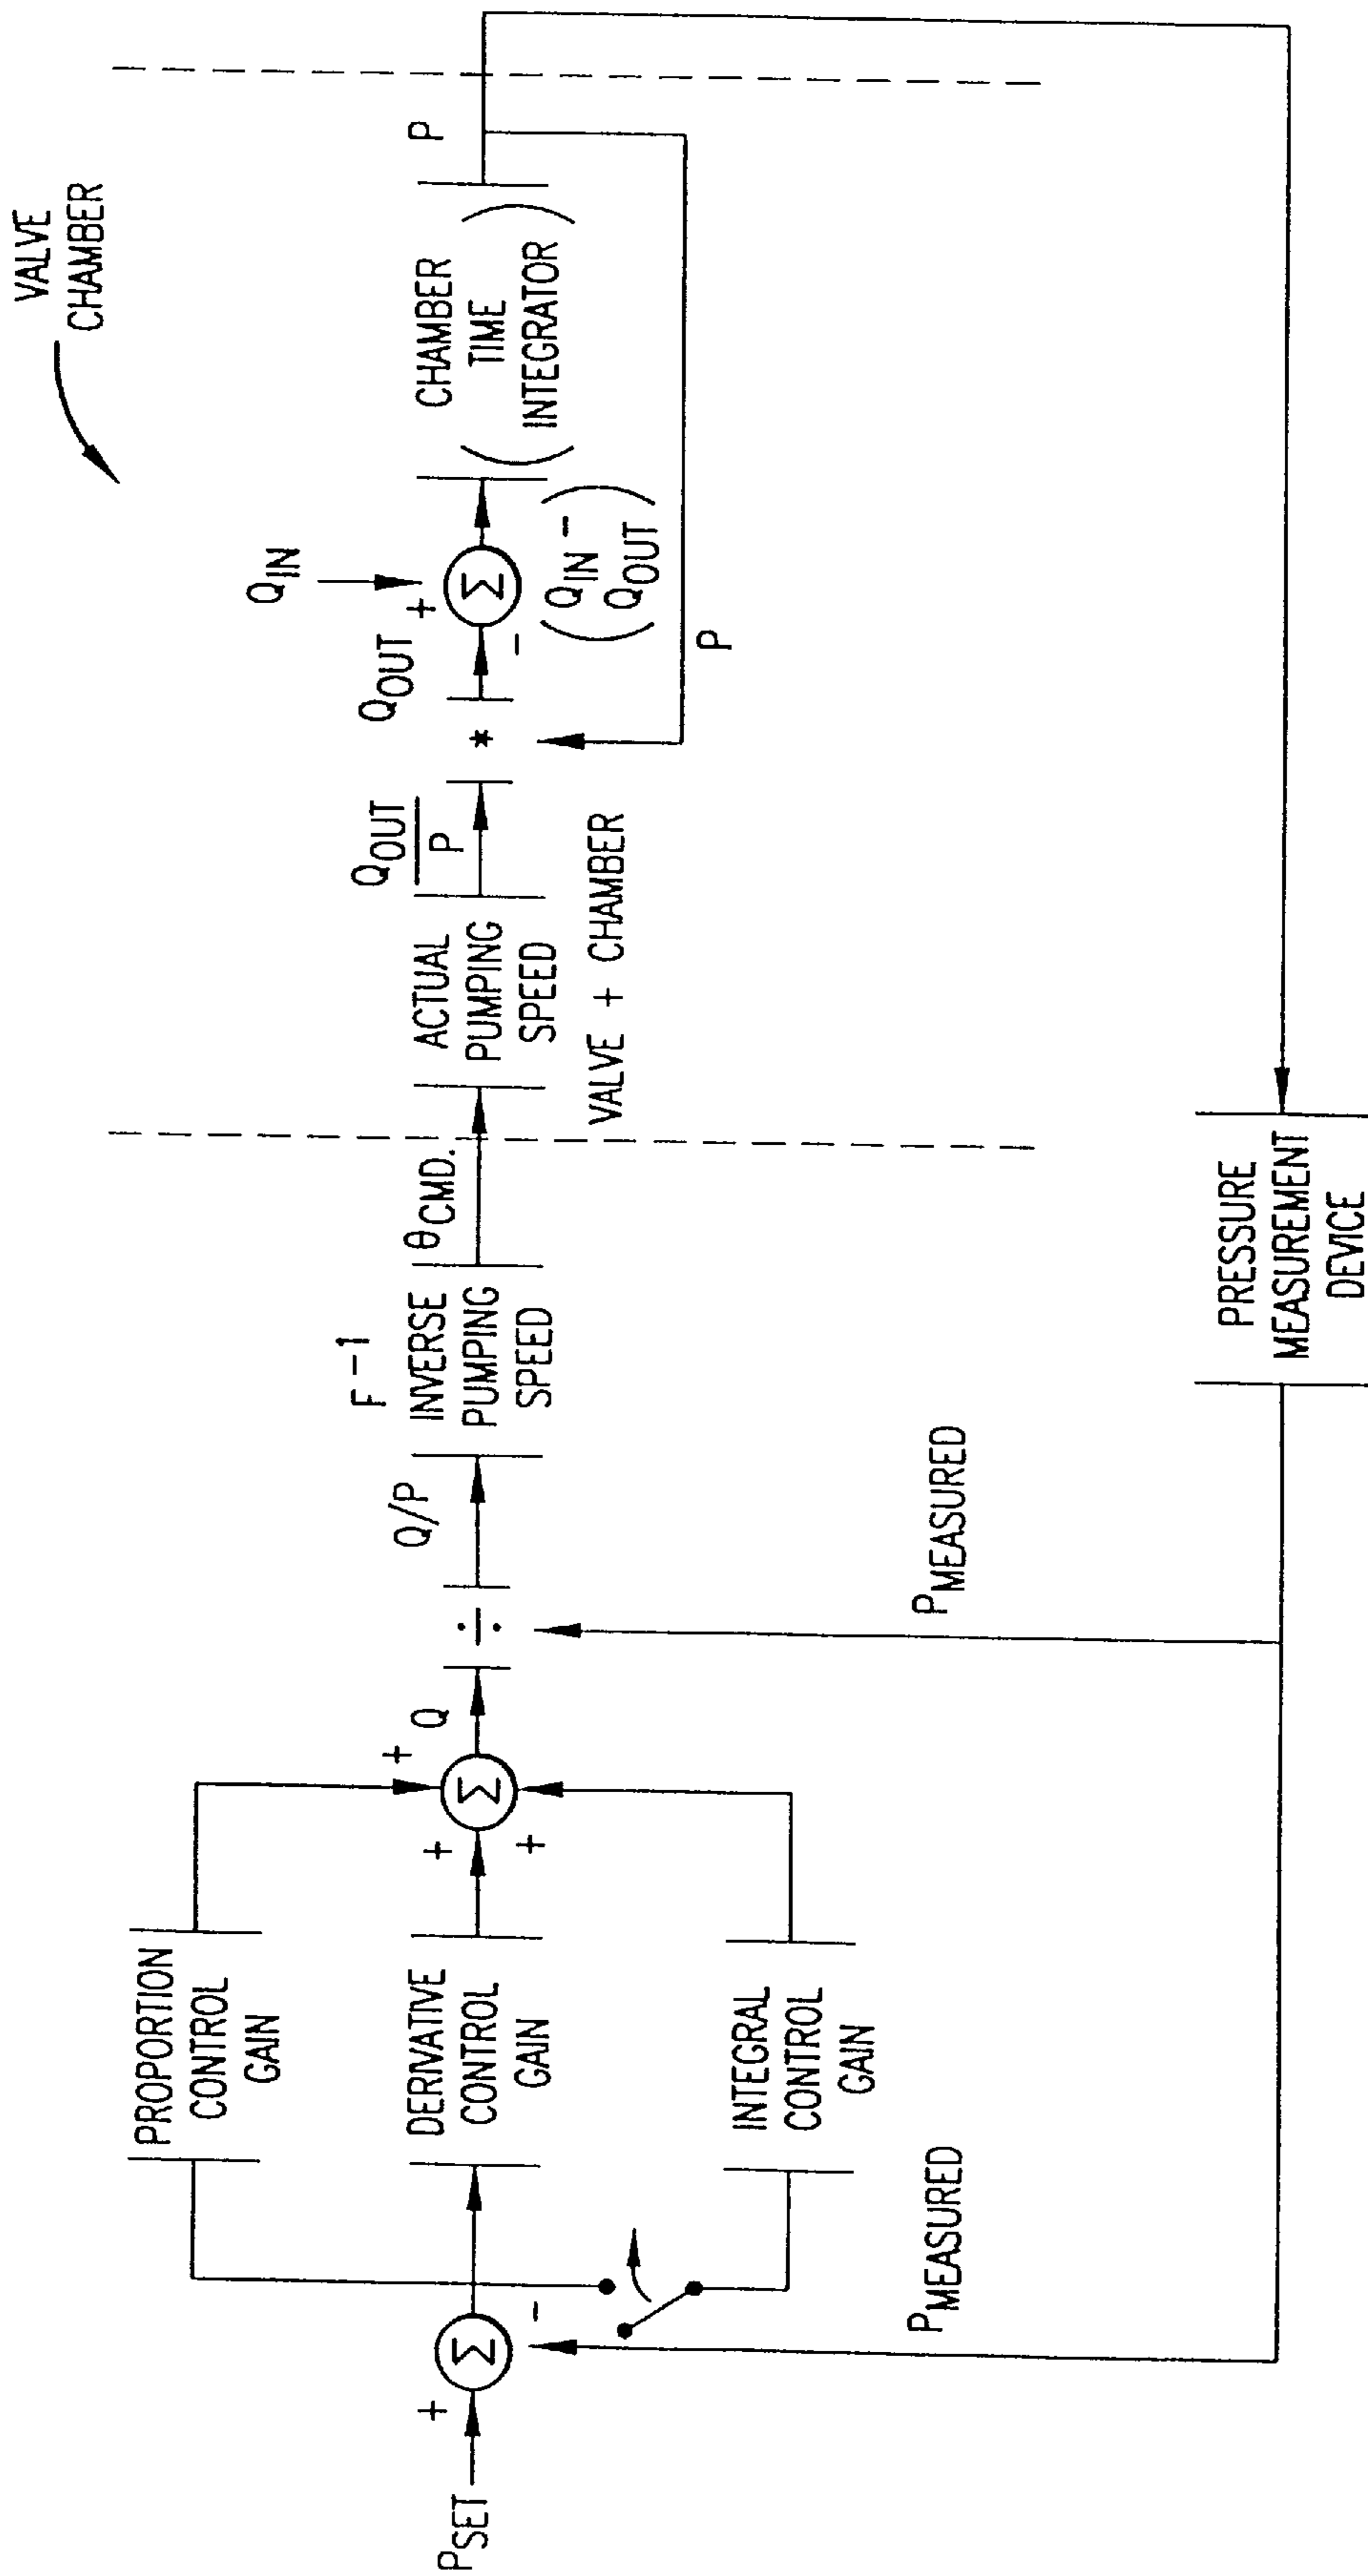 VALVE
CHAMBER
P_SET
+
Σ
-
P_MEASURED
PROPORTION
CONTROL
GAIN
DERIVATIVE
CONTROL
GAIN
INTEGRAL
CONTROL
GAIN
+
+
+
Σ
Q
÷
P_MEASURED
Q/P
F⁻¹
INVERSE
PUMPING
SPEED
θ_CMD.
ACTUAL
PUMPING
SPEED
VALVE + CHAMBER
Q_OUT
P
*
Q_OUT
Q_IN
+
-
Σ
(Q_IN -
Q_OUT)
P
CHAMBER
(TIME
INTEGRATOR)
P
PRESSURE
MEASUREMENT
DEVICE